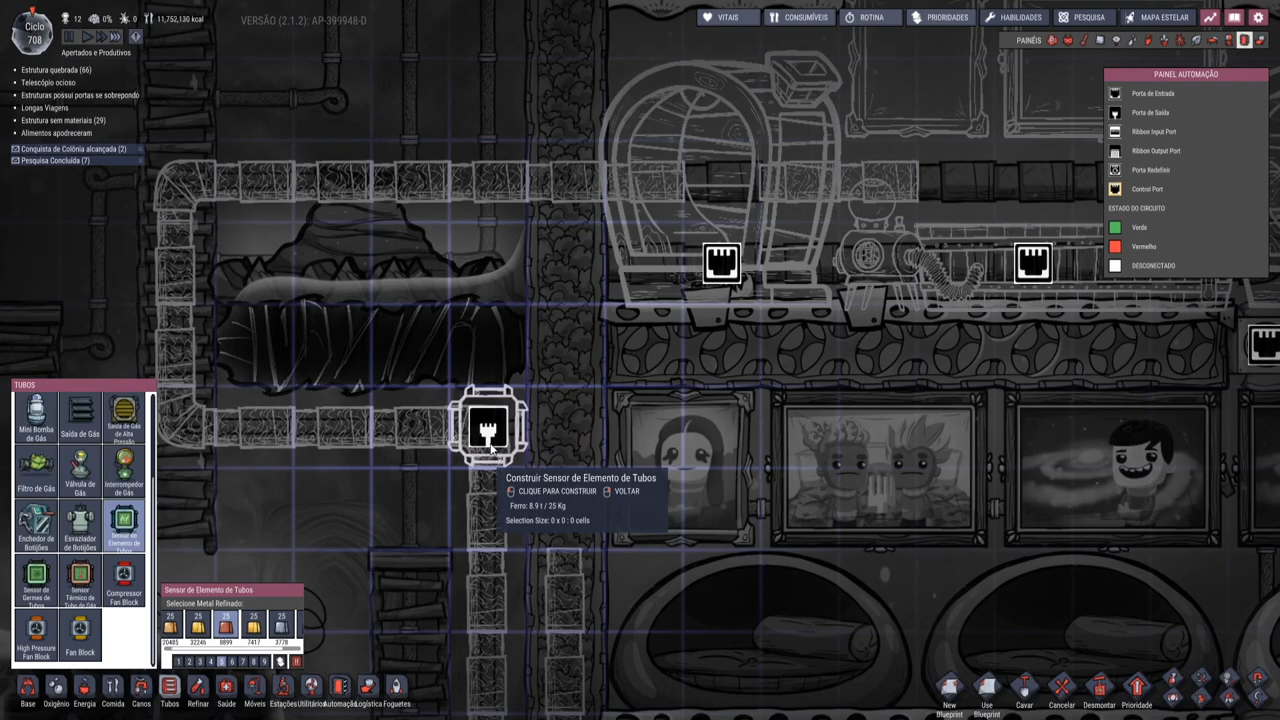 Ciclo
708
12
0%
0
11,752,130 kcal
Apertados e Produtivos
VERSÃO (2.1.2): AP-399948-D
VITAIS
CONSUMÍVEIS
ROTINA
PRIORIDADES
HABILIDADES
PESQUISA
MAPA ESTELAR
PAINÉIS
• Estrutura quebrada (66)
• Telescópio ocioso
• Estruturas possui portas se sobrepondo
• Longas Viagens
• Estrutura sem materiais (29)
• Alimentos apodreceram
Conquista de Colônia alcançada (2)
Pesquisa Concluída (7)
PAINEL AUTOMAÇÃO
Porta de Entrada
Porta de Saída
Ribbon Input Port
Ribbon Output Port
Porta Redefinir
Control Port
ESTADO DO CIRCUITO
Verde
Vermelho
DESCONECTADO
TUBOS
Mini Bomba de Gás
Saída de Gás
Saída de Gás de Alta Pressão
Filtro de Gás
Válvula de Gás
Interrompedor de Gás
Enchedor de Botijões
Esvaziador de Botijões
Sensor de Elemento de Tubos
Sensor de Germes de Tubos
Sensor Térmico de Tubo de Gás
Compressor Fan Block
High Pressure Fan Block
Fan Block
Construir Sensor de Elemento de Tubos
CLIQUE PARA CONSTRUIR
VOLTAR
Ferro: 8.9 t / 25 Kg
Selection Size: 0 x 0 : 0 cells
Sensor de Elemento de Tubos
Selecione Metal Refinado:
25 25 25 25 25
20485 32246 8899 7417 3778
1 2 3 4 5 6 7 8 9 !!
Base
Oxigênio
Energia
Comida
Canos
Tubos
Refinar
Saúde
Móveis
Estações
Utilitários
Automação
Logística
Foguetes
New Blueprint
Use Blueprint
Cavar
Cancelar
Desmontar
Prioridade